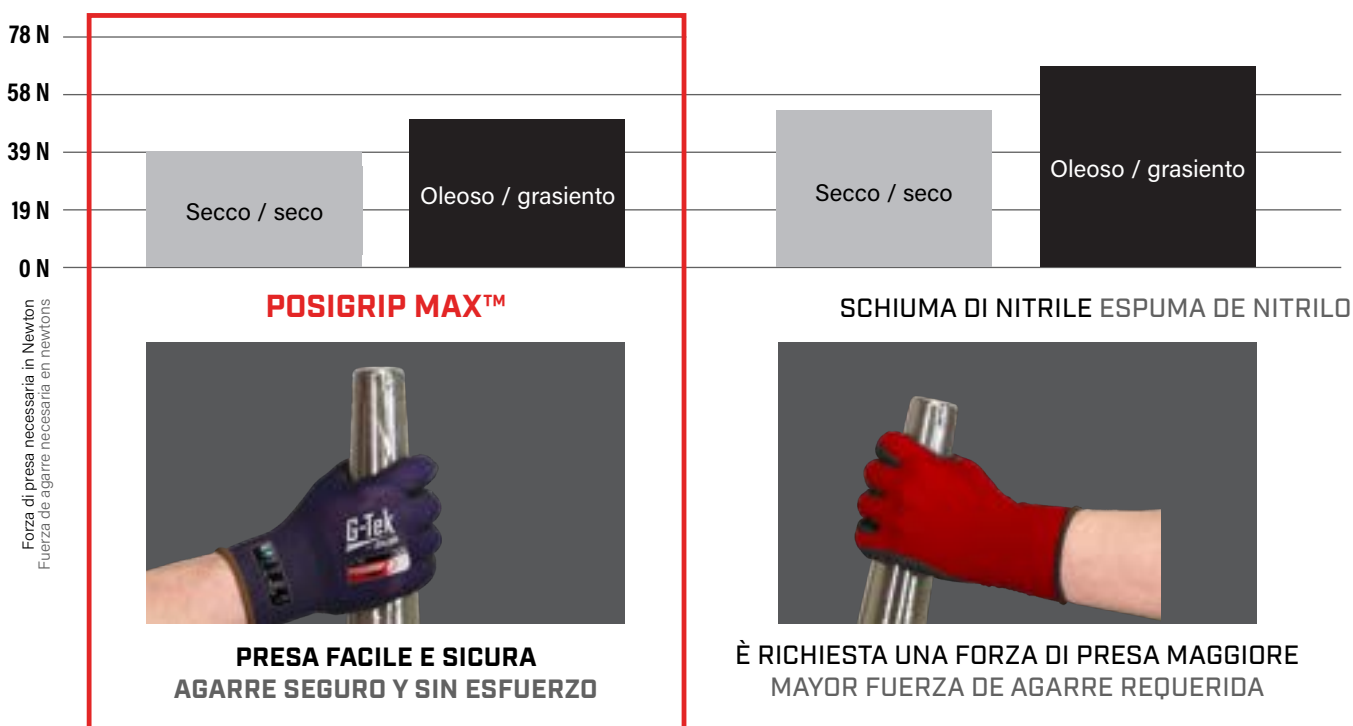 78 N
58 N
39 N
19 N
0 N
Forza di presa necessaria in Newton
Fuerza de agarre necesaria en newtons
Secco / seco
Oleoso / grasiento
Secco / seco
Oleoso / grasiento
POSIGRIP MAX™
SCHIUMA DI NITRILE ESPUMA DE NITRILO
G-Tek
PRESA FACILE E SICURA
AGARRE SEGURO Y SIN ESFUERZO
È RICHIESTA UNA FORZA DI PRESA MAGGIORE
MAYOR FUERZA DE AGARRE REQUERIDA